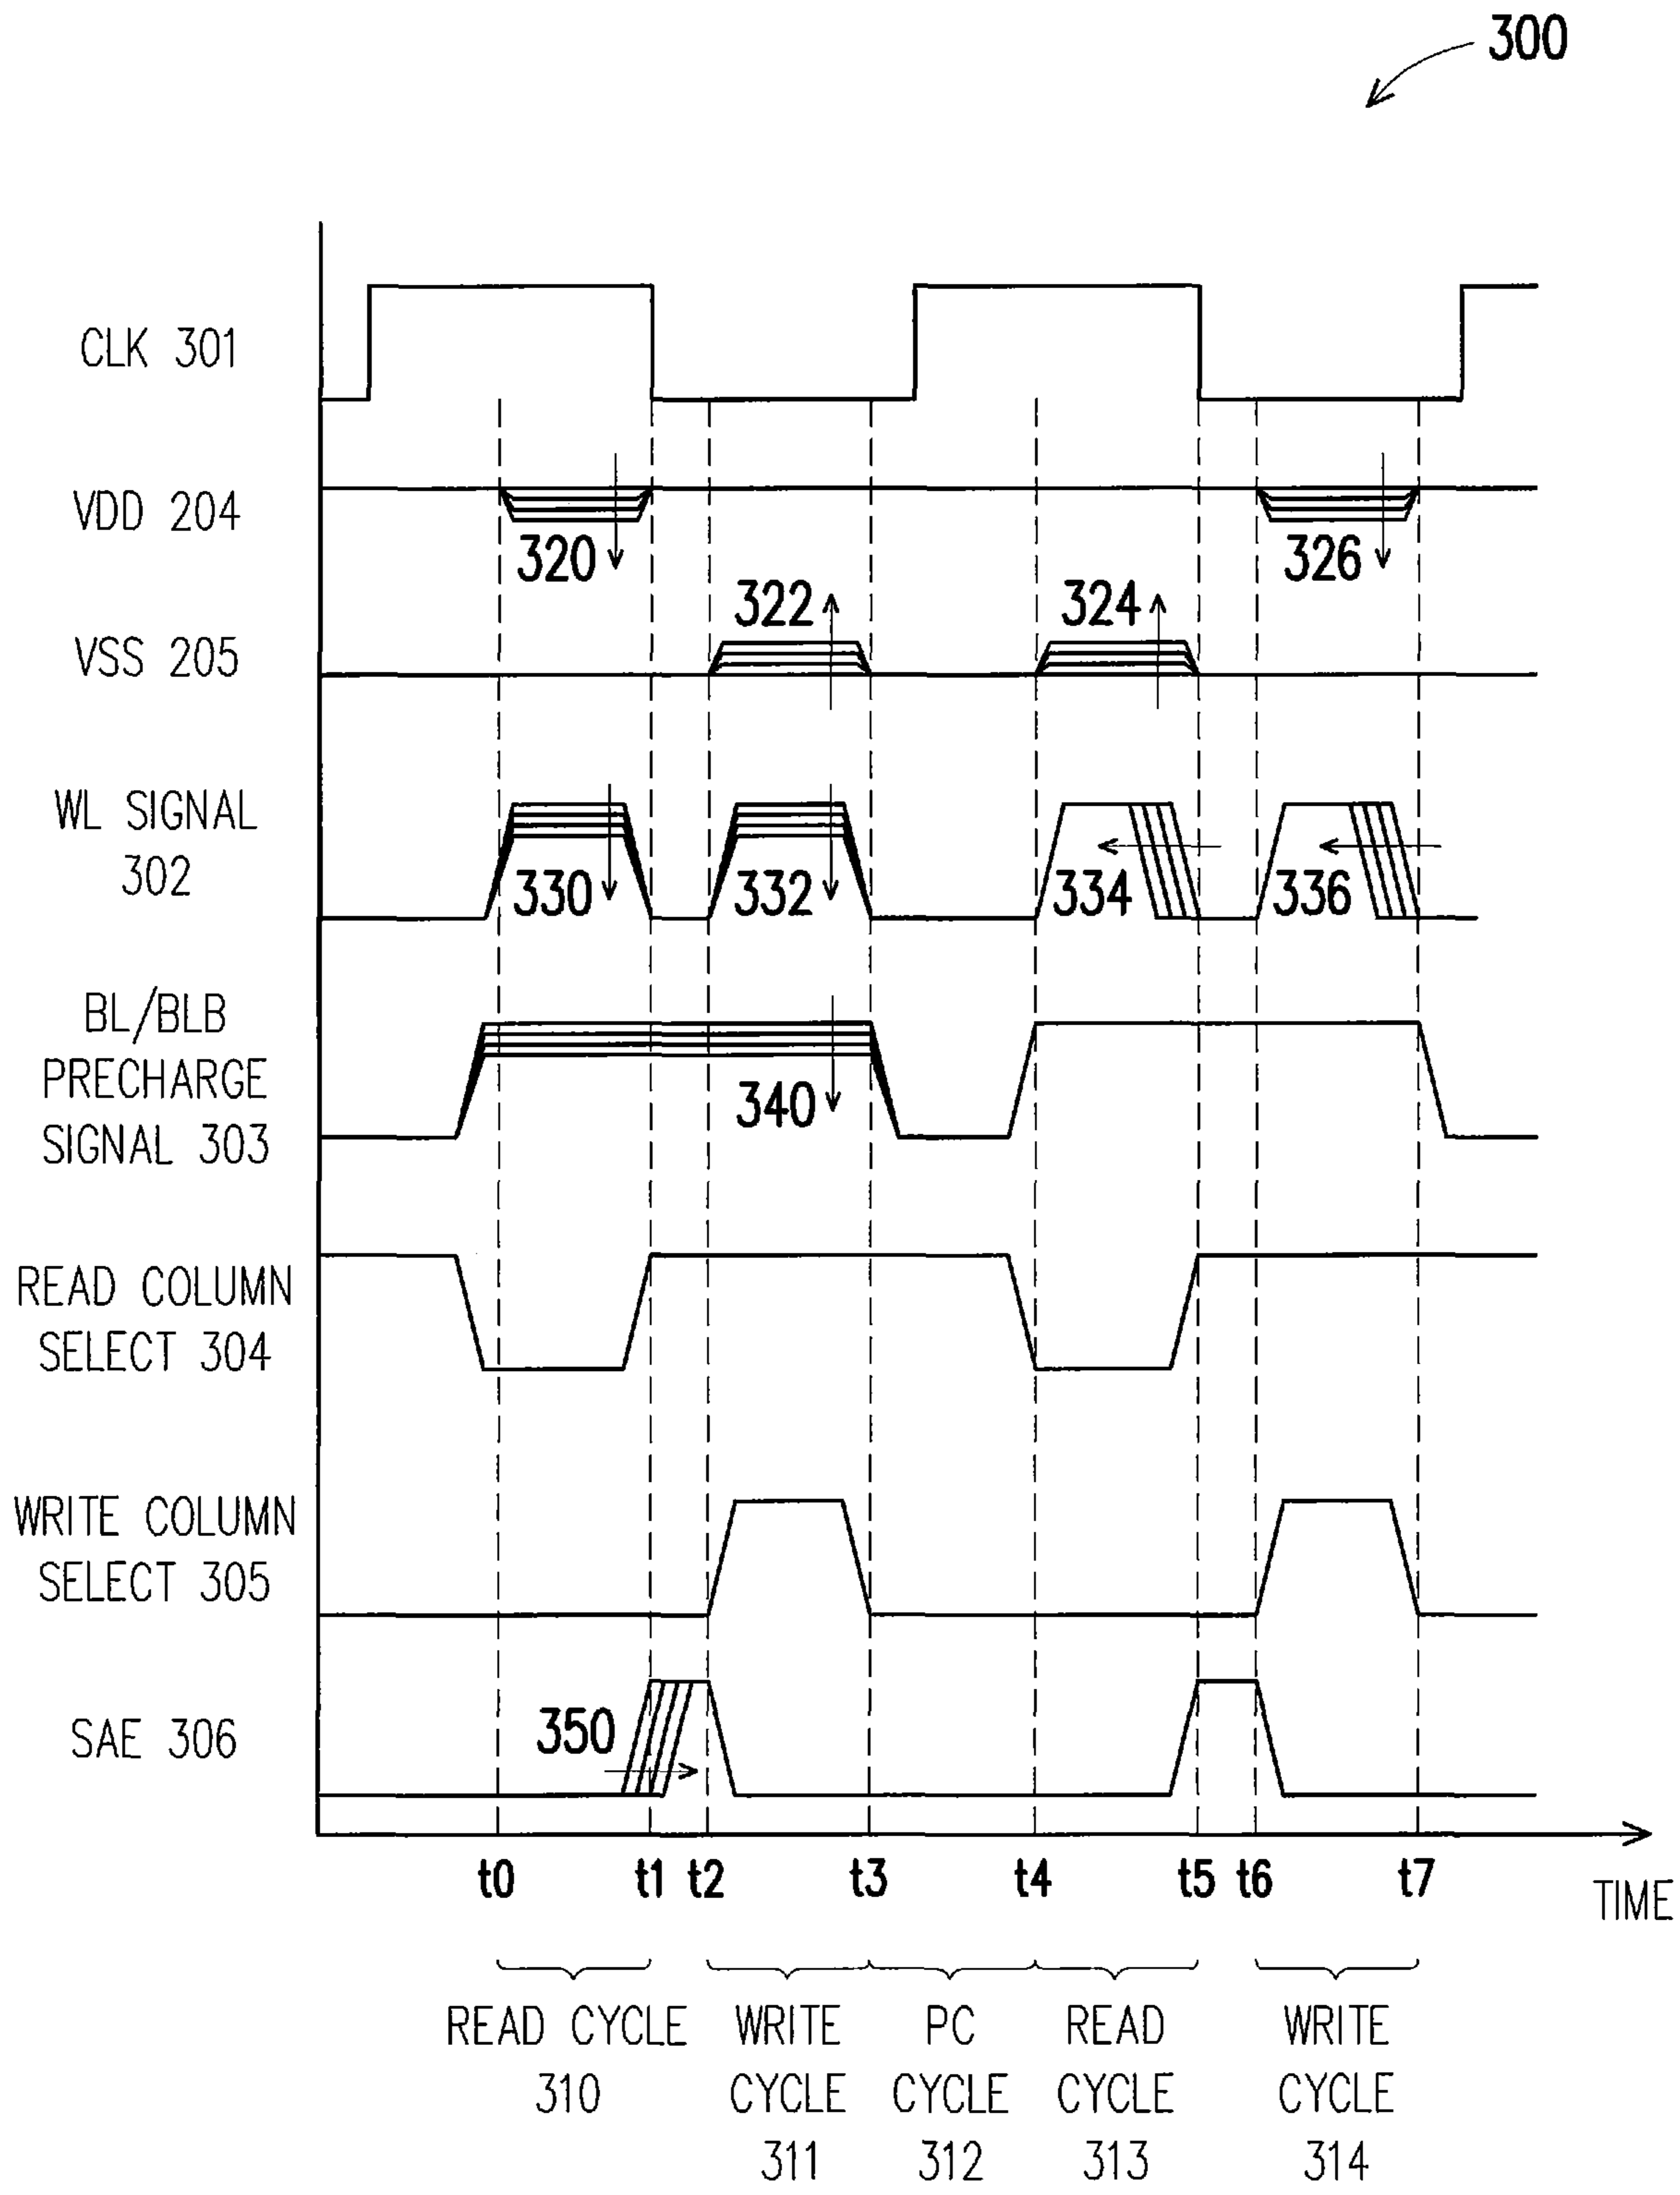 300
CLK 301
VDD 204
320
326
322
324
VSS 205
WL SIGNAL
302
330
332
334
336
BL/BLB
PRECHARGE
SIGNAL 303
340
READ COLUMN
SELECT 304
WRITE COLUMN
SELECT 305
350
SAE 306
t0 t1 t2 t3 t4 t5 t6 t7
TIME
READ CYCLE
310
WRITE
CYCLE
311
PC
CYCLE
312
READ
CYCLE
313
WRITE
CYCLE
314